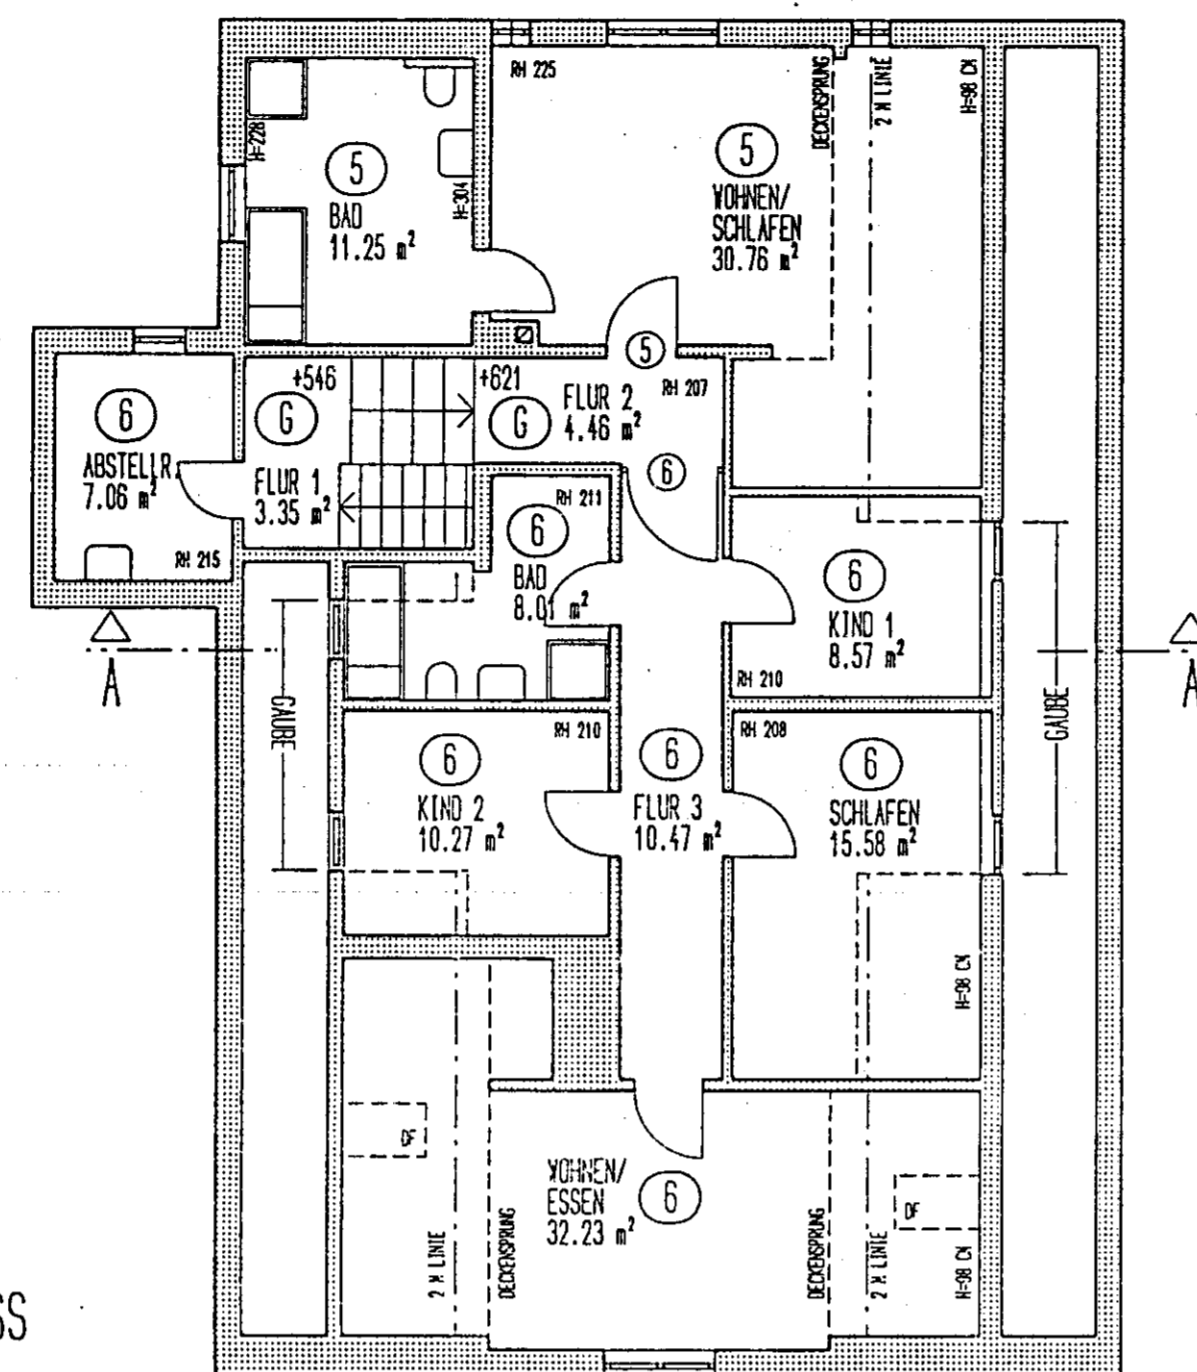 RH 225
DECKENSPRUNG
2 M LINIE
H=98 CM
H=228
5
BAD
11.25 m²
H=304
5
WOHNEN/
SCHLAFEN
30.76 m²
5
+546
+621
FLUR 2
4.46 m²
RH 207
G
G
6
ABSTELLR.
7.06 m²
RH 215
FLUR 1
3.35 m²
6
RH 211
6
BAD
8.01 m²
6
KIND 1
8.57 m²
RH 210
A
A
GAUBE
GAUBE
RH 210
6
KIND 2
10.27 m²
6
FLUR 3
10.47 m²
RH 208
6
SCHLAFEN
15.58 m²
H=98 CM
DF
WOHNEN/
ESSEN
32.23 m²
6
DF
2 M LINIE
DECKENSPRUNG
DECKENSPRUNG
2 M LINIE
H=98 CM
SS